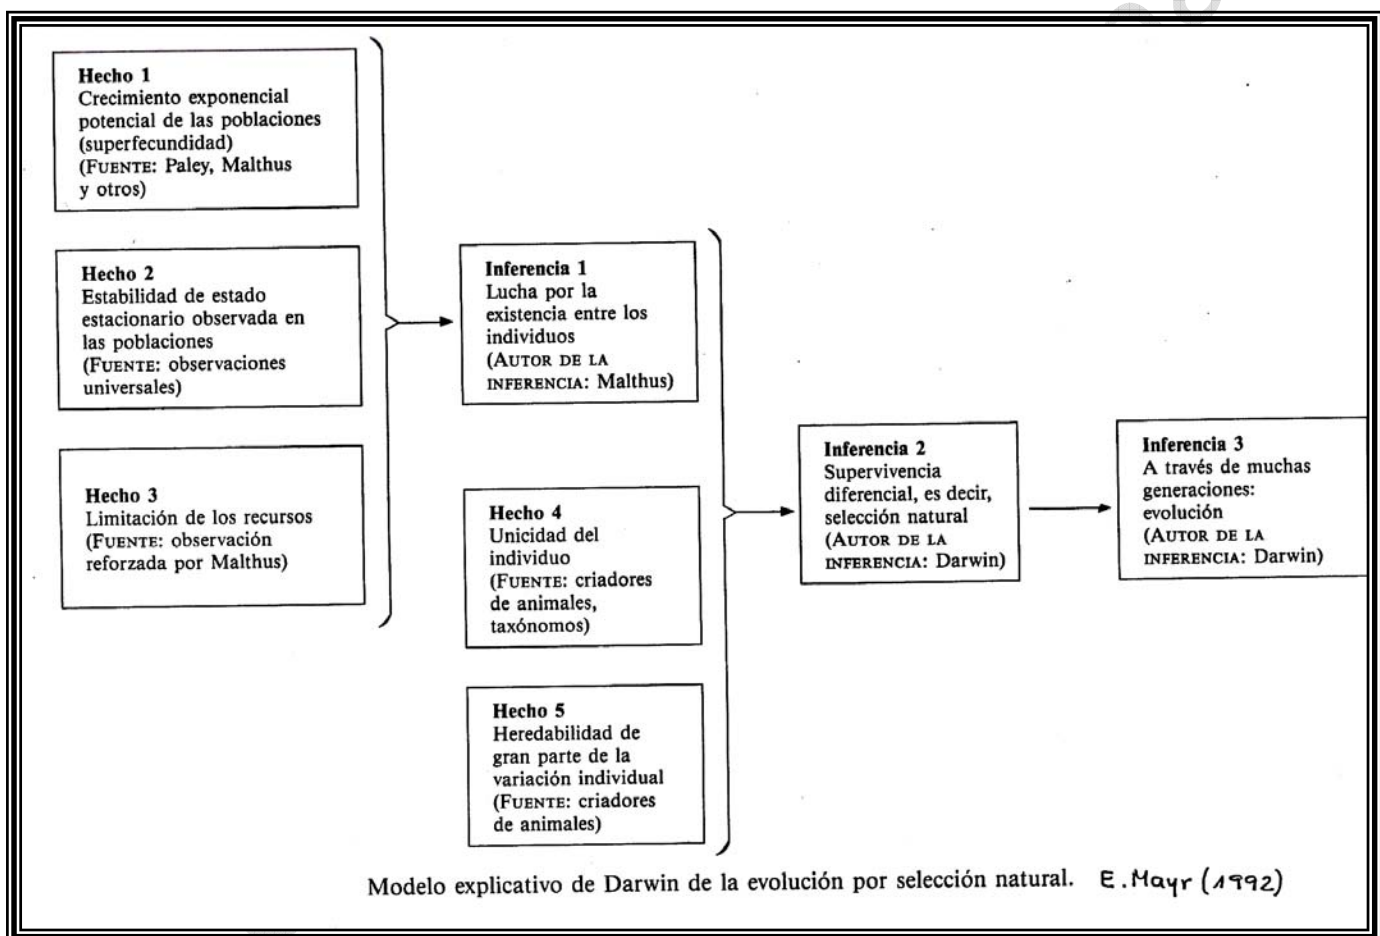 Hecho 1
Crecimiento exponencial
potencial de las poblaciones
(superfecundidad)
(FUENTE: Paley, Malthus
y otros)
Hecho 2
Estabilidad de estado
estacionario observada en
las poblaciones
(FUENTE: observaciones
universales)
Hecho 3
Limitación de los recursos
(FUENTE: observación
reforzada por Malthus)
Inferencia 1
Lucha por la
existencia entre los
individuos
(AUTOR DE LA
INFERENCIA: Malthus)
Hecho 4
Unicidad del
individuo
(FUENTE: criadores
de animales,
taxónomos)
Hecho 5
Heredabilidad de
gran parte de la
variación individual
(FUENTE: criadores
de animales)
Inferencia 2
Supervivencia
diferencial, es decir,
selección natural
(AUTOR DE LA
INFERENCIA: Darwin)
Inferencia 3
A través de muchas
generaciones:
evolución
(AUTOR DE LA
INFERENCIA: Darwin)
Modelo explicativo de Darwin de la evolución por selección natural. E. Mayr (1992)